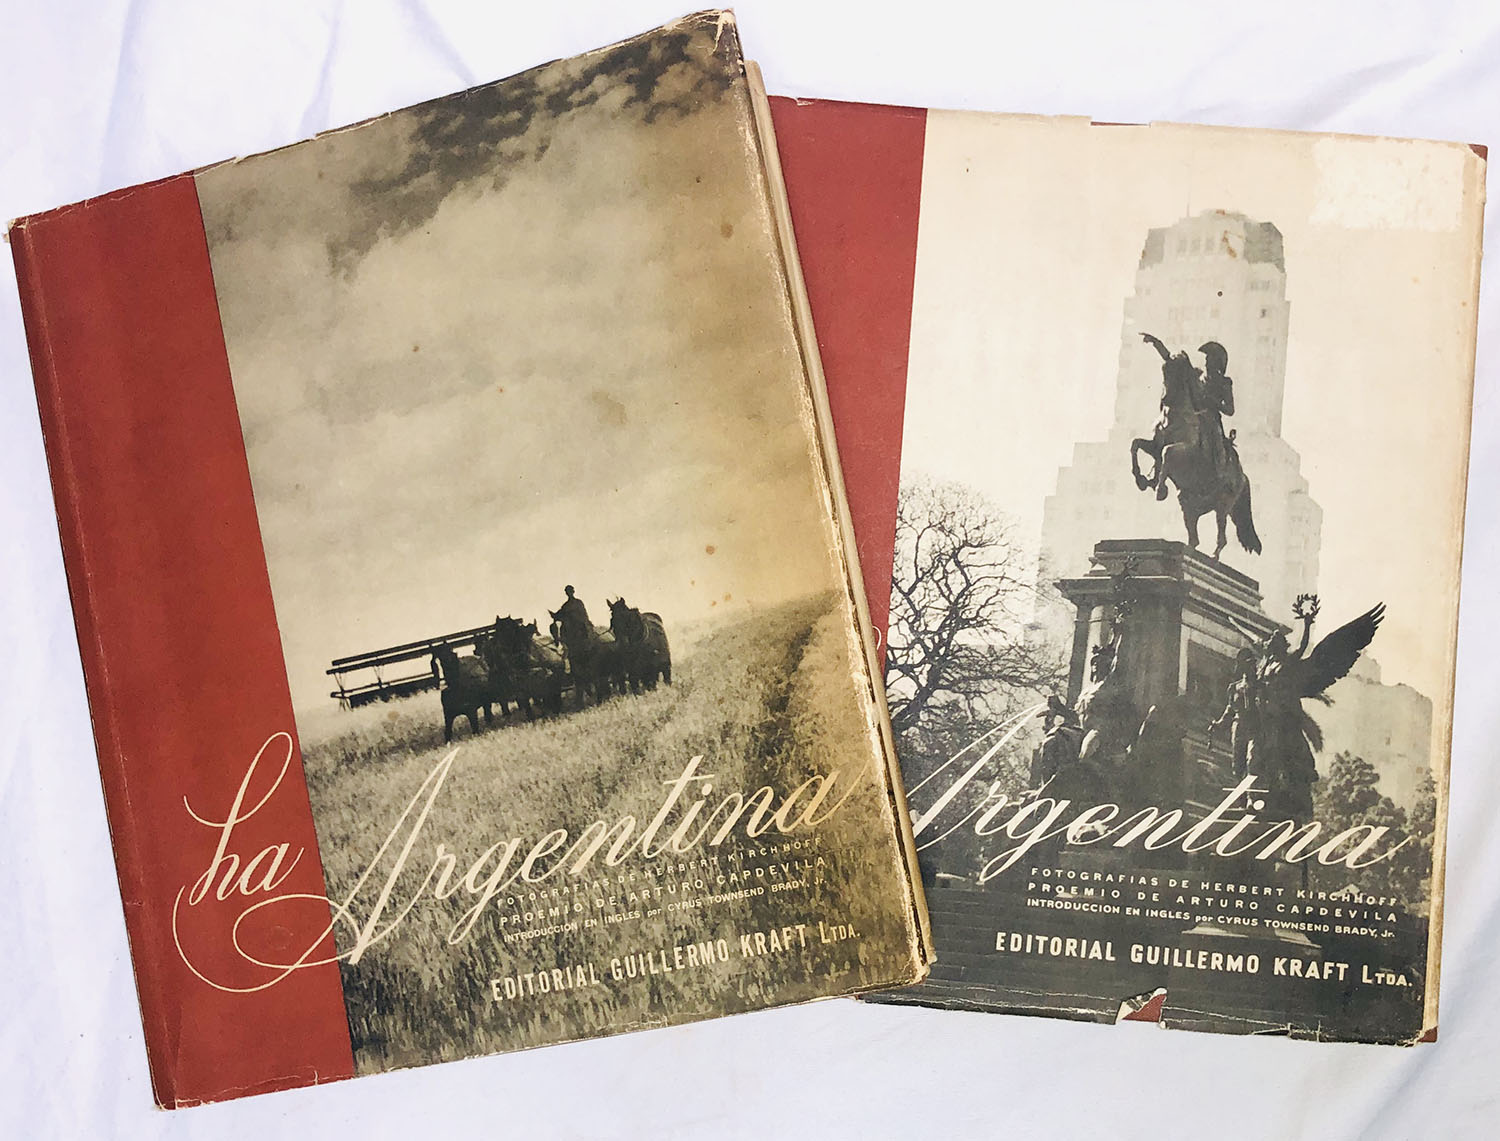 La Argentina
FOTOGRAFIAS DE HERBERT KIRCHHOFF
PROEMIO DE ARTURO CAPDEVILA
INTRODUCCION EN INGLES por CYRUS TOWNSEND BRADY, Jr.
EDITORIAL GUILLERMO KRAFT LTDA.
Argentina
FOTOGRAFIAS DE HERBERT KIRCHHOFF
PROEMIO DE ARTURO CAPDEVILA
INTRODUCCION EN INGLES por CYRUS TOWNSEND BRADY, Jr.
EDITORIAL GUILLERMO KRAFT LTDA.